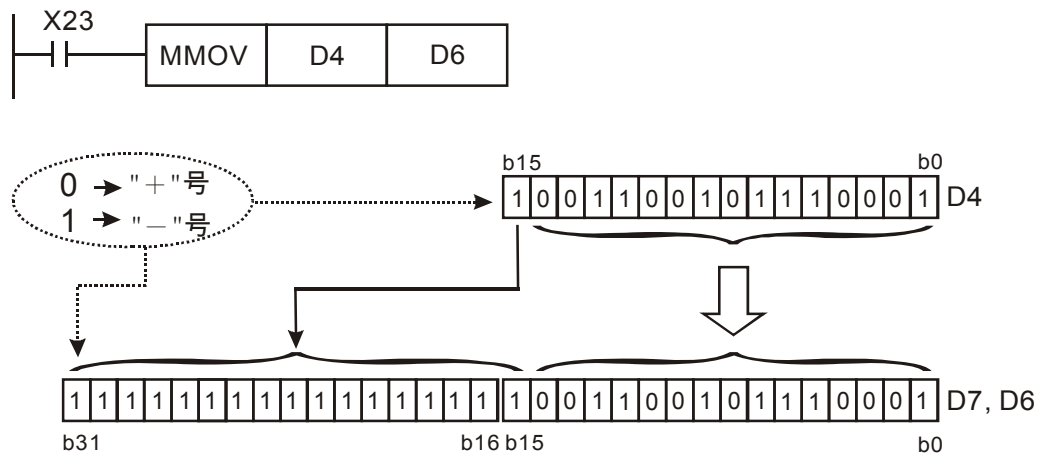 X23
MMOV D4 D6
b15 b0
0 → "＋"号
1 → "－"号
1 0 0 1 1 0 0 1 0 1 1 1 0 0 0 1 D4
1 1 1 1 1 1 1 1 1 1 1 1 1 1 1 1 1 0 0 1 1 0 0 1 0 1 1 1 0 0 0 1 D7, D6
b31 b16 b15 b0